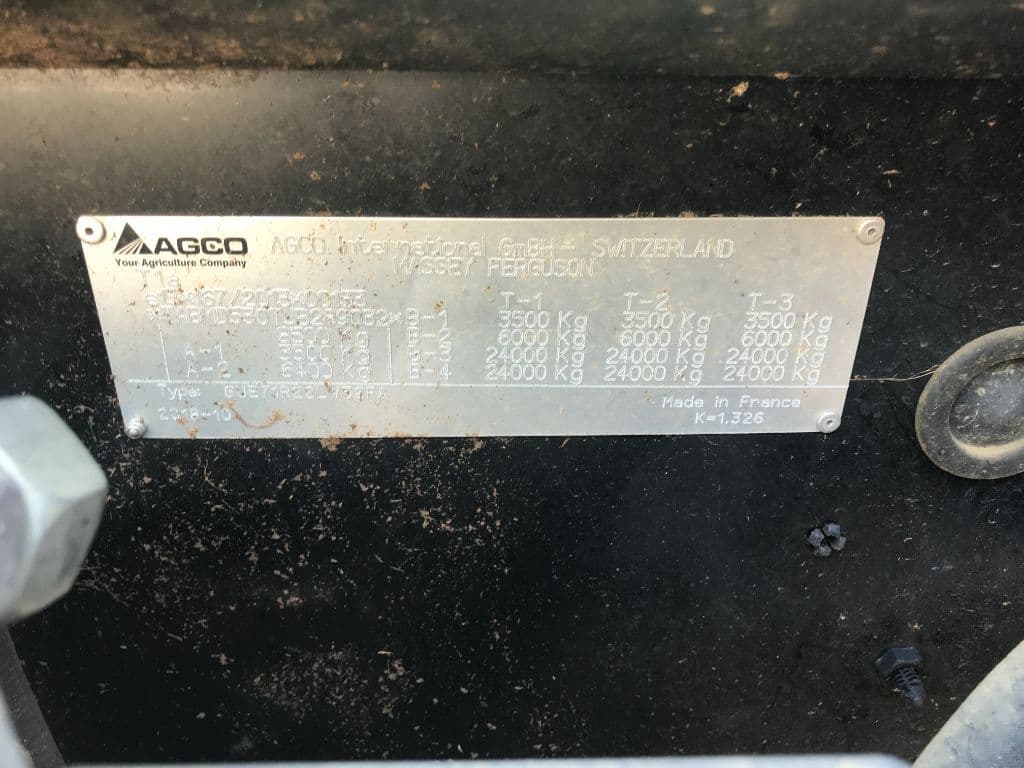 AGCO
Your Agriculture Company
AGCO International GmbH - SWITZERLAND
MASSEY FERGUSON
T1a
T-1 T-2 T-3
B-1 3500 Kg 3500 Kg 3500 Kg
B-2 6000 Kg 6000 Kg 6000 Kg
A-1 3500 Kg B-3 24000 Kg 24000 Kg 24000 Kg
A-2 6400 Kg B-4 24000 Kg 24000 Kg 24000 Kg
Type: Made In France
2018-10 K=1.326